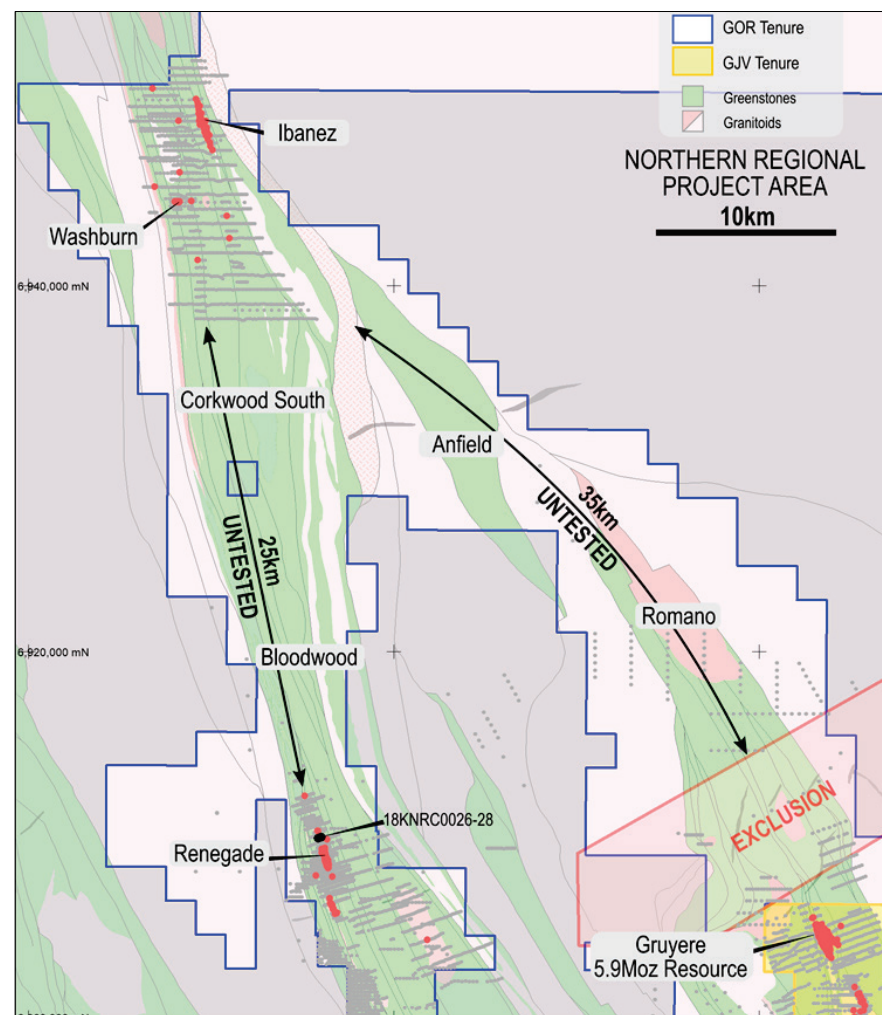 GOR Tenure
GJV Tenure
Greenstones
Granitoids
NORTHERN REGIONAL
PROJECT AREA
10km
Ibanez
Washburn
6,940,000 mN
Corkwood South
Anfield
35km
UNTESTED
25km
UNTESTED
Romano
Bloodwood
6,920,000 mN
EXCLUSION
18KNRC0026-28
Renegade
Gruyere
5.9Moz Resource